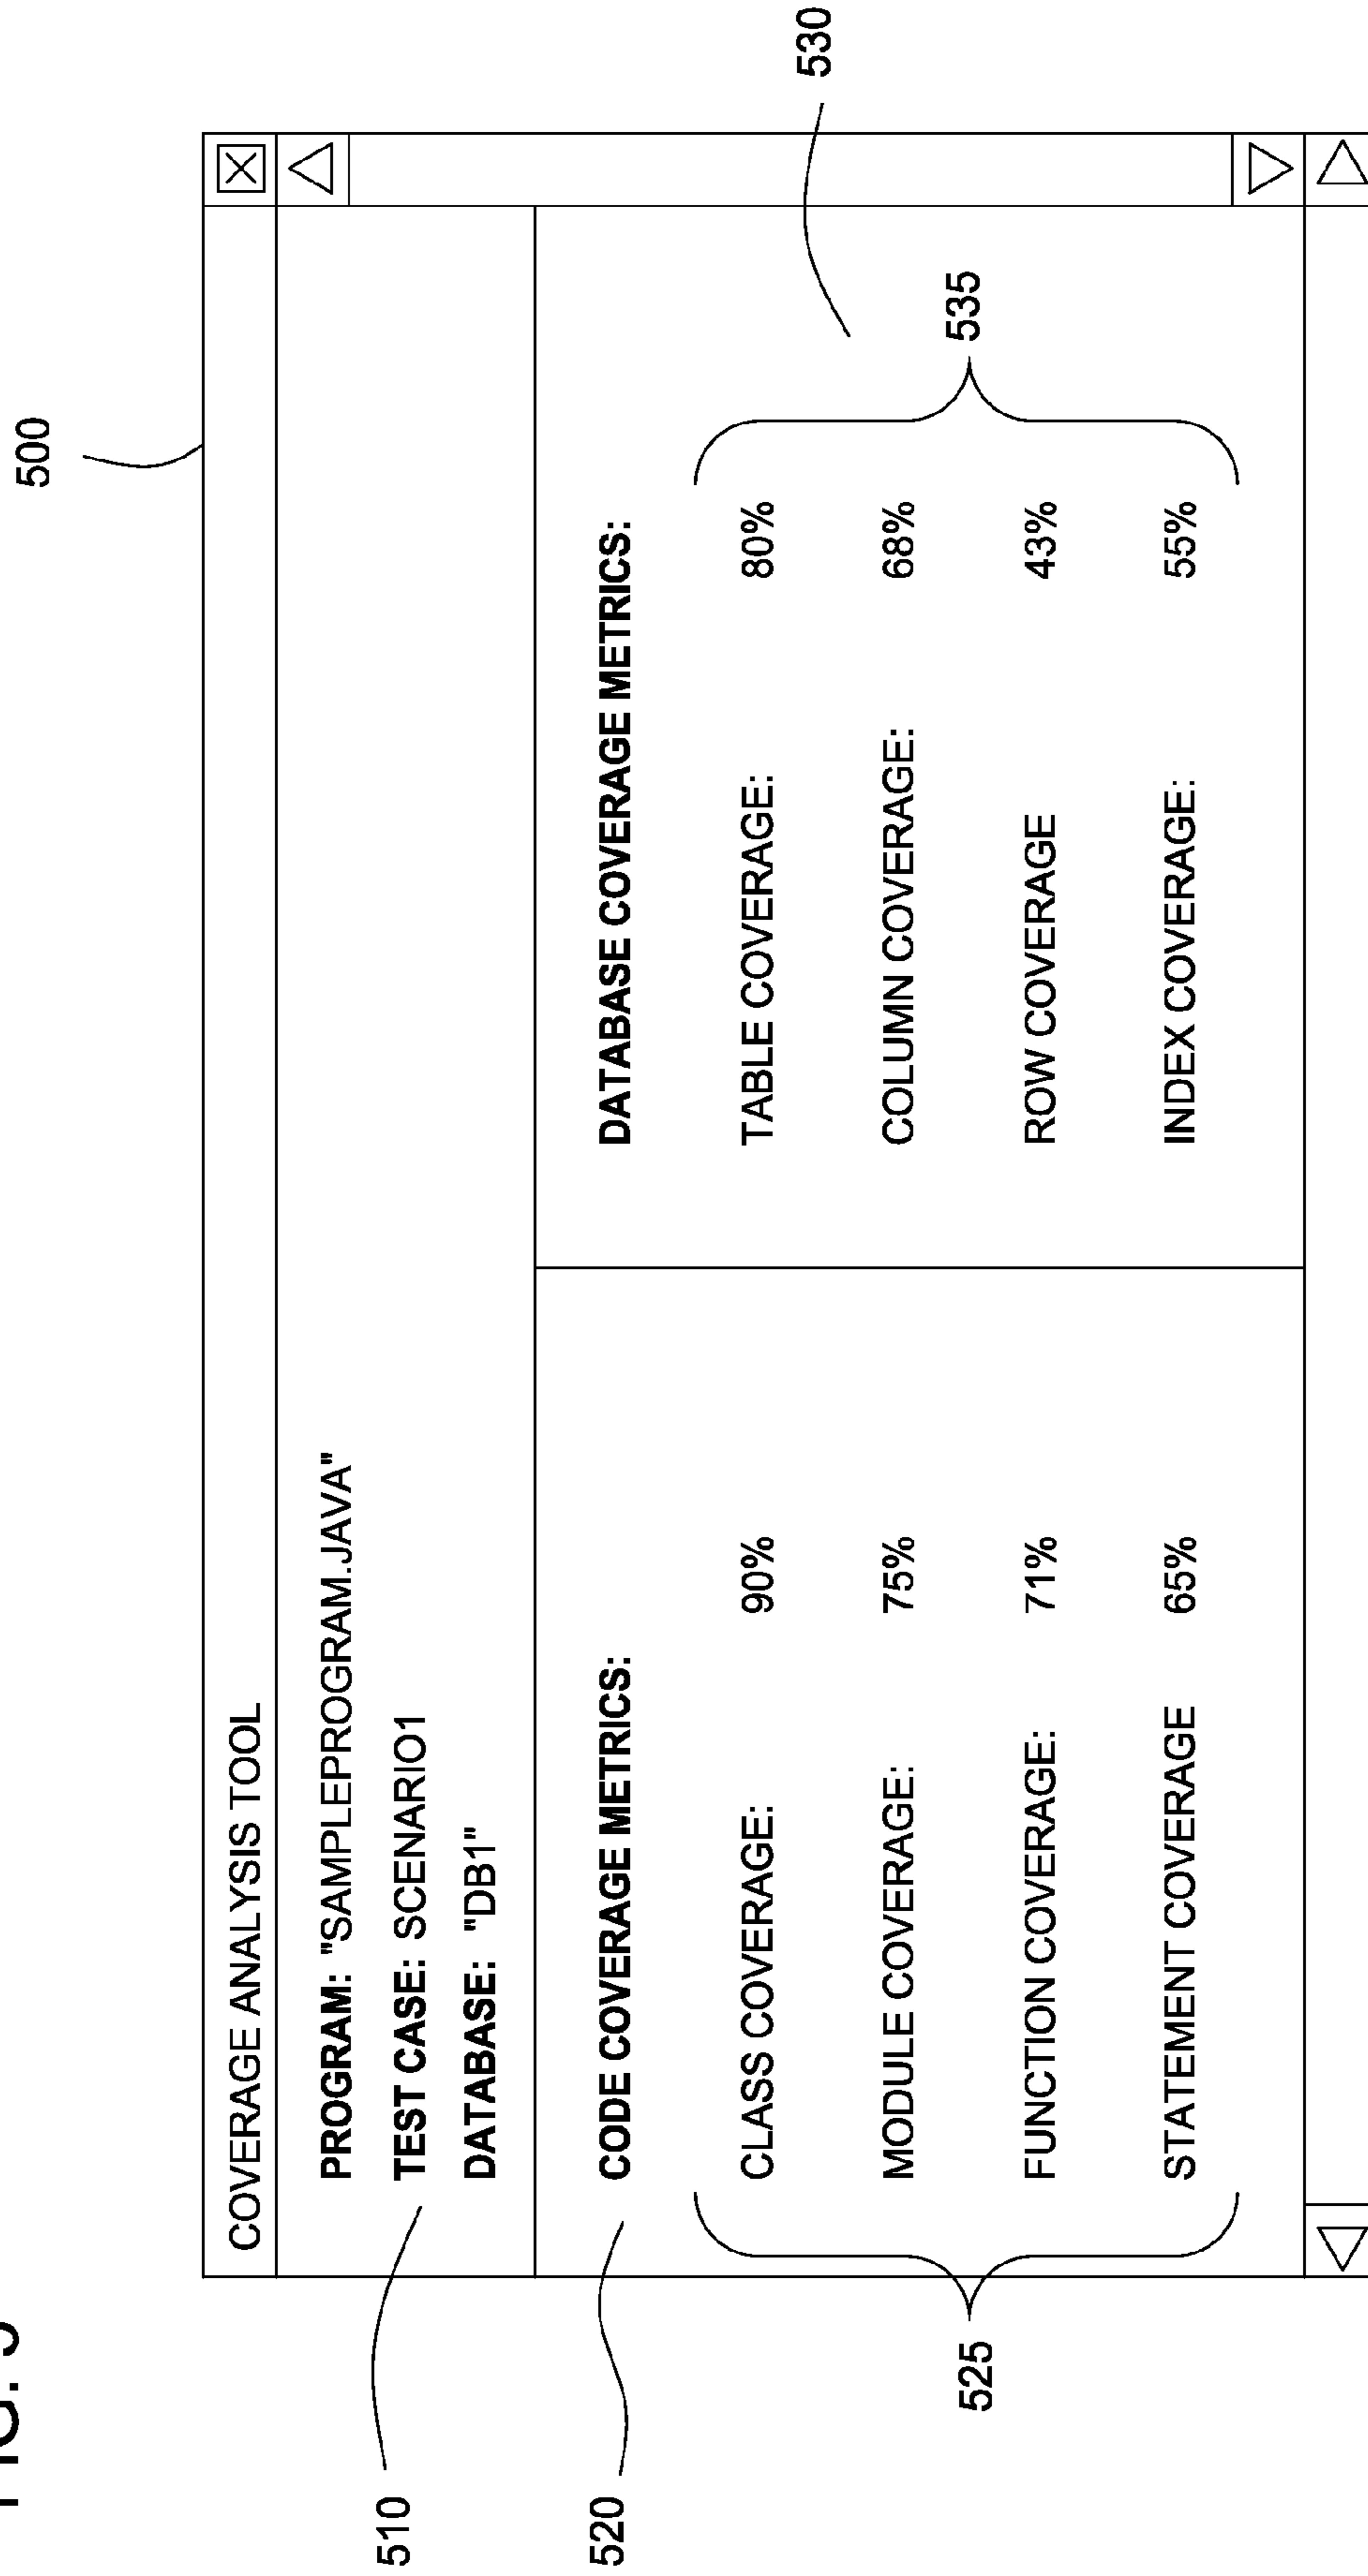 500
COVERAGE ANALYSIS TOOL
510
PROGRAM: "SAMPLEPROGRAM.JAVA"
TEST CASE: SCENARIO1
DATABASE: "DB1"
520
CODE COVERAGE METRICS:
CLASS COVERAGE: 90%
MODULE COVERAGE: 75%
FUNCTION COVERAGE: 71%
STATEMENT COVERAGE 65%
525
530
DATABASE COVERAGE METRICS:
TABLE COVERAGE: 80%
COLUMN COVERAGE: 68%
ROW COVERAGE 43%
INDEX COVERAGE: 55%
535